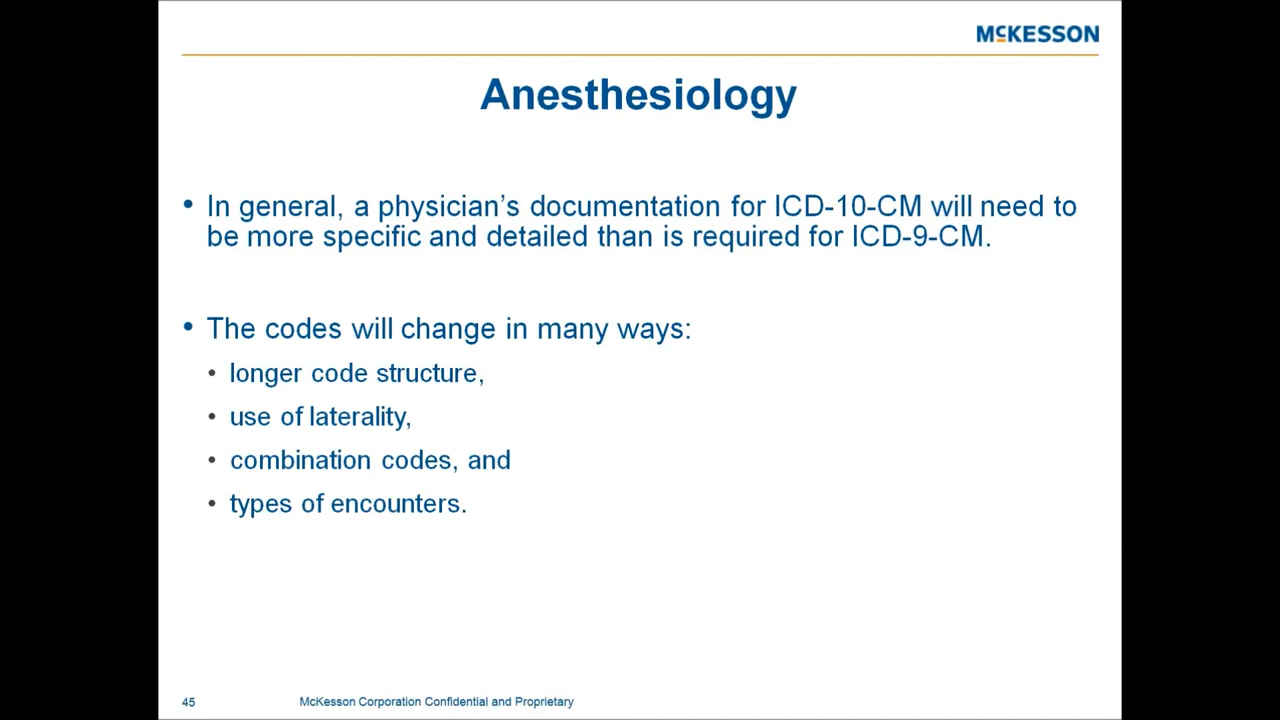 McKESSON
Anesthesiology
• In general, a physician's documentation for ICD-10-CM will need to
be more specific and detailed than is required for ICD-9-CM.
• The codes will change in many ways:
• longer code structure,
• use of laterality,
• combination codes, and
• types of encounters.
45 McKesson Corporation Confidential and Proprietary